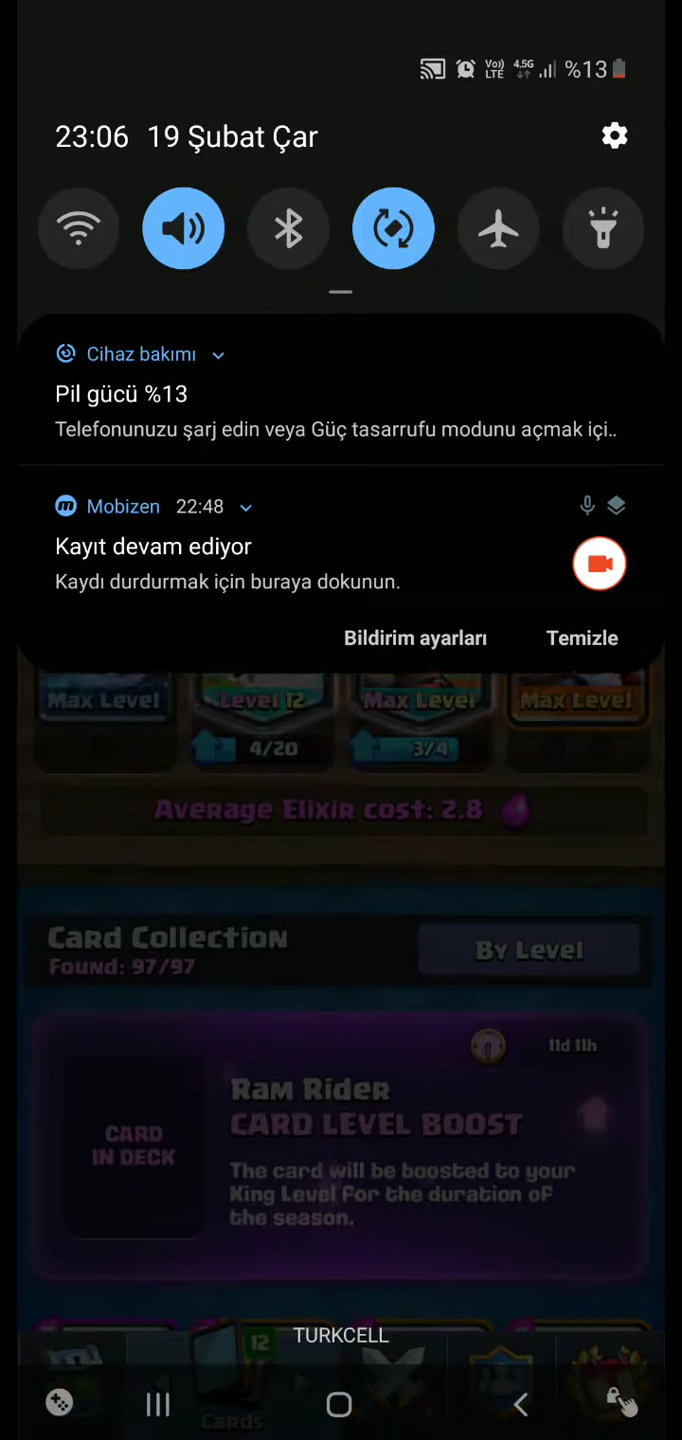 Vo)) LTE 4.5G %13
23:06 19 Şubat Çar
Cihaz bakımı
Pil gücü %13
Telefonunuzu şarj edin veya Güç tasarrufu modunu açmak içi..
Mobizen 22:48
Kayıt devam ediyor
Kaydı durdurmak için buraya dokunun.
Bildirim ayarları Temizle
Max Level Level 12 Max Level Max Level
4/20 3/4
Average Elixir cost: 2.8
Card Collection
Found: 97/97
By Level
11d 11h
Ram Rider
CARD LEVEL BOOST
CARD
IN DECK
The card will be boosted to your
King Level for the duration of
the season.
12
TURKCELL
Cards